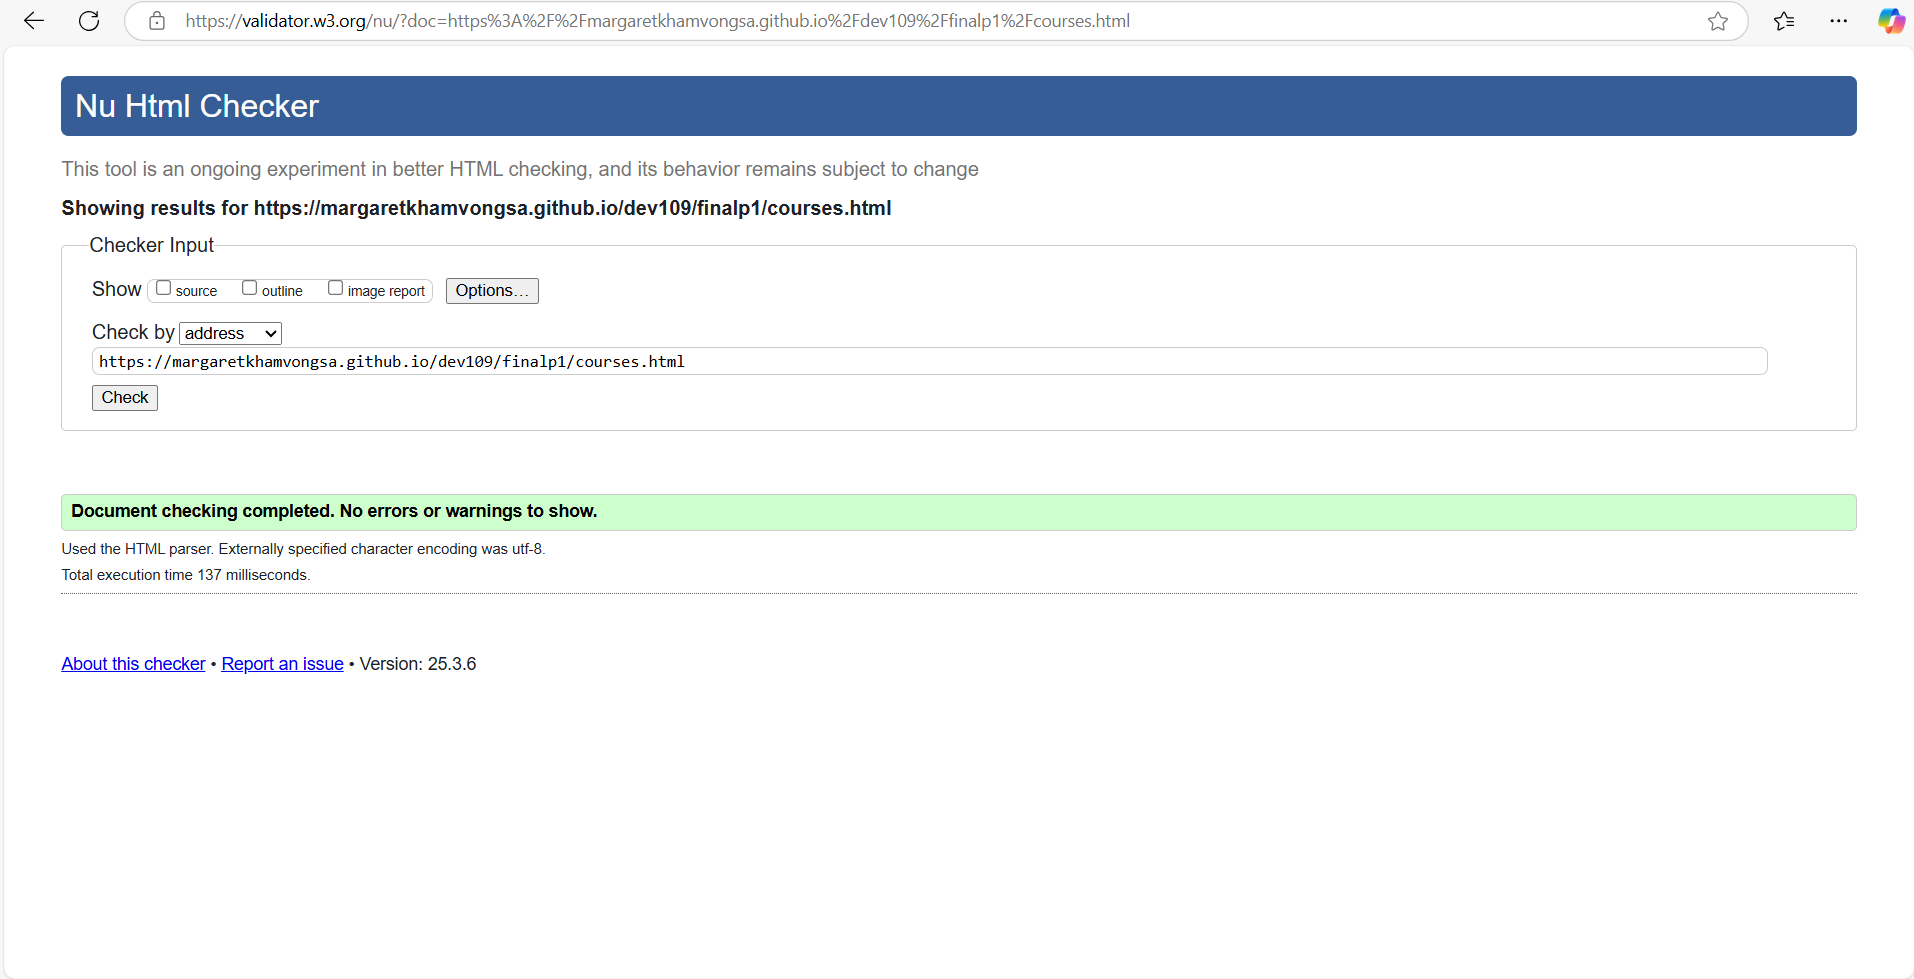 https://validator.w3.org/nu/?doc=https%3A%2F%2Fmargaretkhamvongsa.github.io%2Fdev109%2Ffinalp1%2Fcourses.html
Nu Html Checker
This tool is an ongoing experiment in better HTML checking, and its behavior remains subject to change
Showing results for https://margaretkhamvongsa.github.io/dev109/finalp1/courses.html
Checker Input
Show source outline image report Options...
Check by address
https://margaretkhamvongsa.github.io/dev109/finalp1/courses.html
Check
Document checking completed. No errors or warnings to show.
Used the HTML parser. Externally specified character encoding was utf-8.
Total execution time 137 milliseconds.
About this checker • Report an issue • Version: 25.3.6